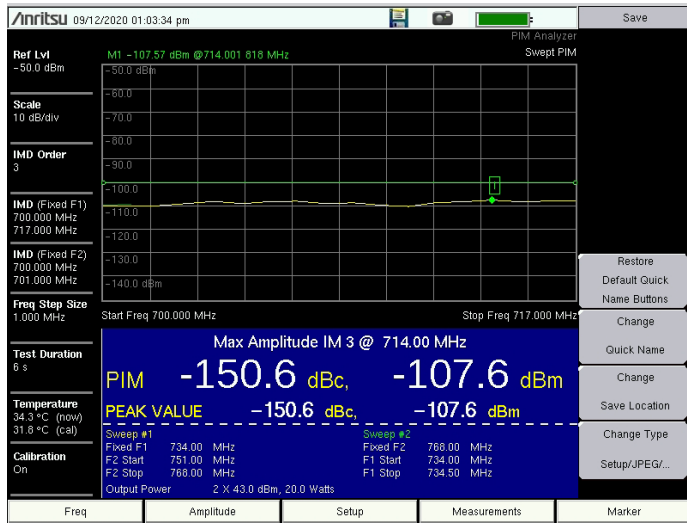 Anritsu 09/12/2020 01:03:34 pm
Save
PIM Analyzer
Ref Lvl
-50.0 dBm
M1 -107.57 dBm @714.001 818 MHz
Swept PIM
-50.0 dBm
-60.0
Scale
10 dB/div
-70.0
-80.0
IMD Order
3
-90.0
-100.0
1
IMD (Fixed F1)
700.000 MHz
717.000 MHz
-110.0
-120.0
IMD (Fixed F2)
700.000 MHz
701.000 MHz
-130.0
-140.0 dBm
Restore
Default Quick
Name Buttons
Freq Step Size
1.000 MHz
Start Freq 700.000 MHz
Stop Freq 717.000 MHz
Change
Quick Name
Test Duration
6 s
Max Amplitude IM 3 @ 714.00 MHz
PIM -150.6 dBc, -107.6 dBm
PEAK VALUE -150.6 dBc, -107.6 dBm
Change
Save Location
Temperature
34.3 °C (now)
31.8 °C (cal)
Calibration
On
Sweep #1
Fixed F1 734.00 MHz
F2 Start 751.00 MHz
F2 Stop 768.00 MHz
Sweep #2
Fixed F2 768.00 MHz
F1 Start 734.00 MHz
F1 Stop 734.50 MHz
Output Power 2 X 43.0 dBm, 20.0 Watts
Change Type
Setup/JPEG/...
Freq
Amplitude
Setup
Measurements
Marker